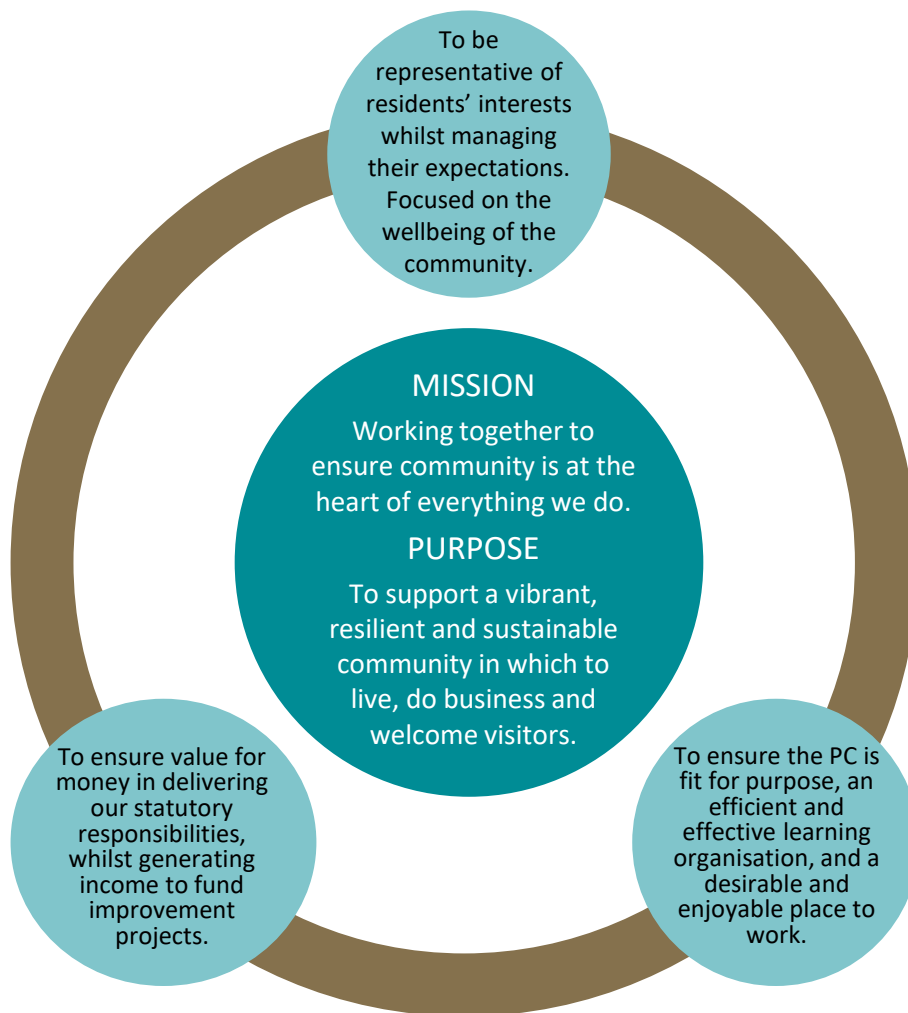 To be
representative of
residents’ interests
whilst managing
their expectations.
Focused on the
wellbeing of the
community.
MISSION
Working together to
ensure community is at the
heart of everything we do.
PURPOSE
To support a vibrant,
resilient and sustainable
community in which to
live, do business and
welcome visitors.
To ensure value for
money in delivering
our statutory
responsibilities,
whilst generating
income to fund
improvement
projects.
To ensure the PC is
fit for purpose, an
efficient and
effective learning
organisation, and a
desirable and
enjoyable place to
work.